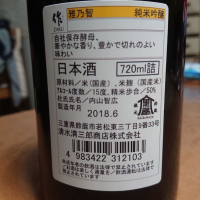 作
ZAKU
雅乃智
純米吟醸
自社保存酵母、
華やかな香り、豊かで切れのよい
味わい
日本酒
720ml詰
原材料/米(国産)、米麹(国産米)
アルコール度数/15度、精米歩合/50%
杜氏名/内山智広
製造年月
2018.6
三重県鈴鹿市若松東三丁目9番33号
清水清三郎商店株式会社
4 983422 312103